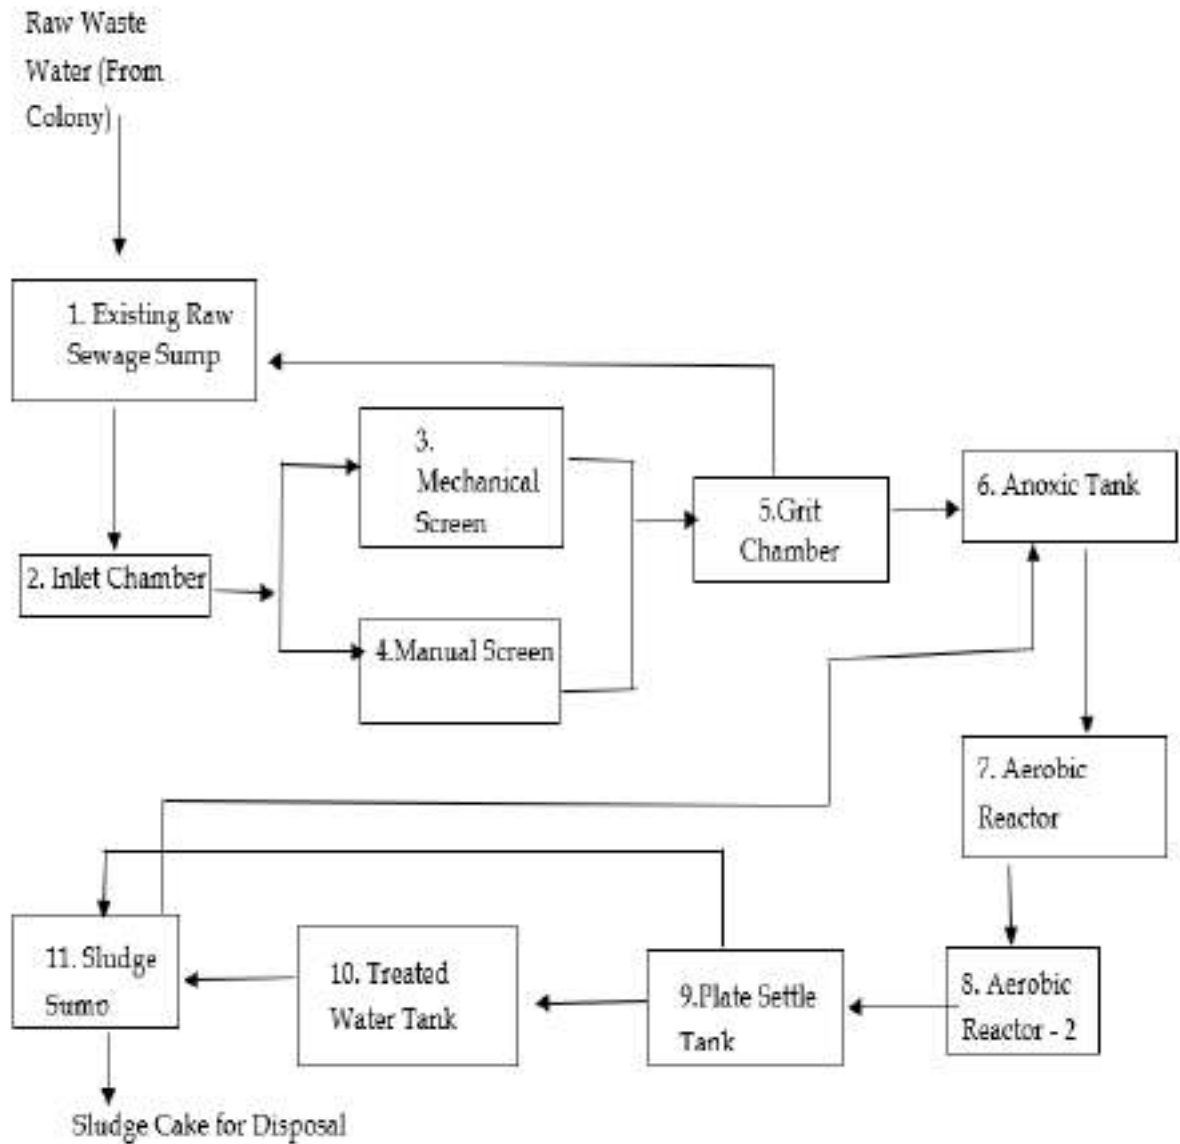 Raw Waste
Water (From
Colony)
1. Existing Raw
Sewage Sump
3.
Mechanical
Screen
5.Grit
Chamber
6. Anoxic Tank
2. Inlet Chamber
4.Manual Screen
7. Aerobic
Reactor
11. Sludge
Sumo
10. Treated
Water Tank
9.Plate Settle
Tank
8. Aerobic
Reactor - 2
Sludge Cake for Disposal